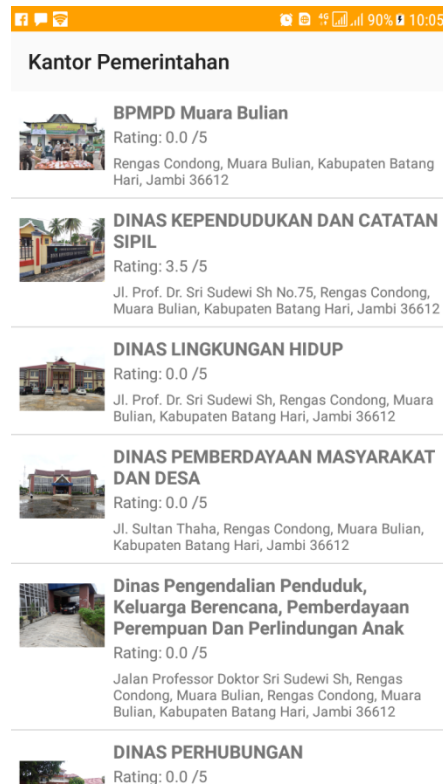 90% 10:05
Kantor Pemerintahan
BPMPD Muara Bulian
Rating: 0.0 /5
Rengas Condong, Muara Bulian, Kabupaten Batang
Hari, Jambi 36612
DINAS KEPENDUDUKAN DAN CATATAN
SIPIL
Rating: 3.5 /5
Jl. Prof. Dr. Sri Sudewi Sh No.75, Rengas Condong,
Muara Bulian, Kabupaten Batang Hari, Jambi 36612
DINAS LINGKUNGAN HIDUP
Rating: 0.0 /5
Jl. Prof. Dr. Sri Sudewi Sh, Rengas Condong, Muara
Bulian, Kabupaten Batang Hari, Jambi 36612
DINAS PEMBERDAYAAN MASYARAKAT
DAN DESA
Rating: 0.0 /5
Jl. Sultan Thaha, Rengas Condong, Muara Bulian,
Kabupaten Batang Hari, Jambi 36612
Dinas Pengendalian Penduduk,
Keluarga Berencana, Pemberdayaan
Perempuan Dan Perlindungan Anak
Rating: 0.0 /5
Jalan Professor Doktor Sri Sudewi Sh, Rengas
Condong, Muara Bulian, Rengas Condong, Muara
Bulian, Kabupaten Batang Hari, Jambi 36612
DINAS PERHUBUNGAN
Rating: 0.0 /5